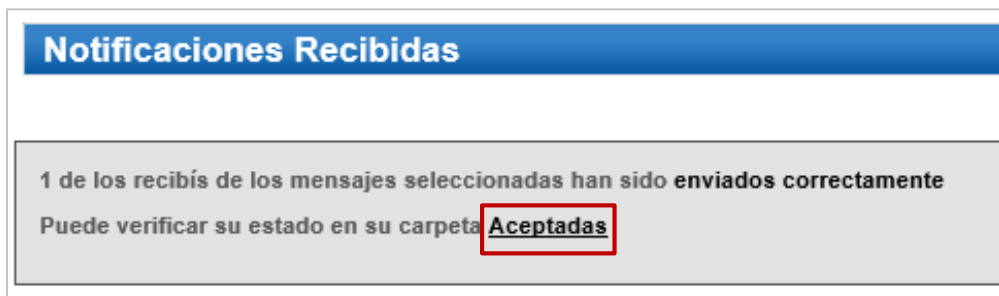 Notificaciones Recibidas
1 de los recibís de los mensajes seleccionadas han sido enviados correctamente
Puede verificar su estado en su carpeta Aceptadas